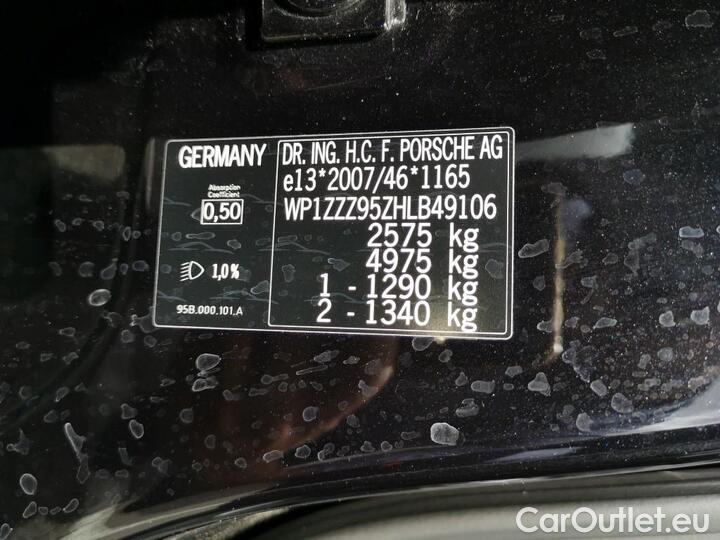 GERMANY
Absorption
Coefficient
0,50
1,0%
95B.000.101.A
DR. ING. H.C. F. PORSCHE AG
e13*2007/46*1165
WP1ZZZ95ZHLB49106
2575 kg
4975 kg
1 - 1290 kg
2 - 1340 kg
CarOutlet.eu